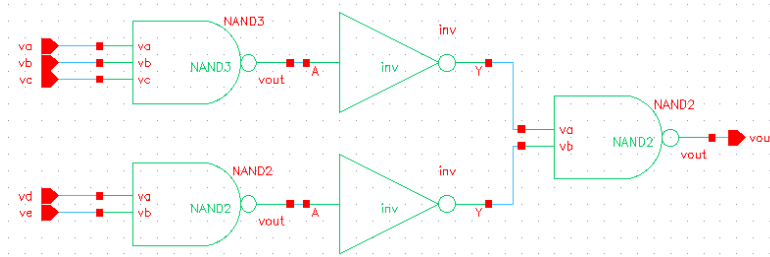 NAND3
inv
va
vb
vc
va
vb
vc
NAND3
vout
A
inv
Y
NAND2
va
vb
NAND2
vout
vou
NAND2
inv
vd
ve
va
vb
NAND2
vout
A
inv
Y